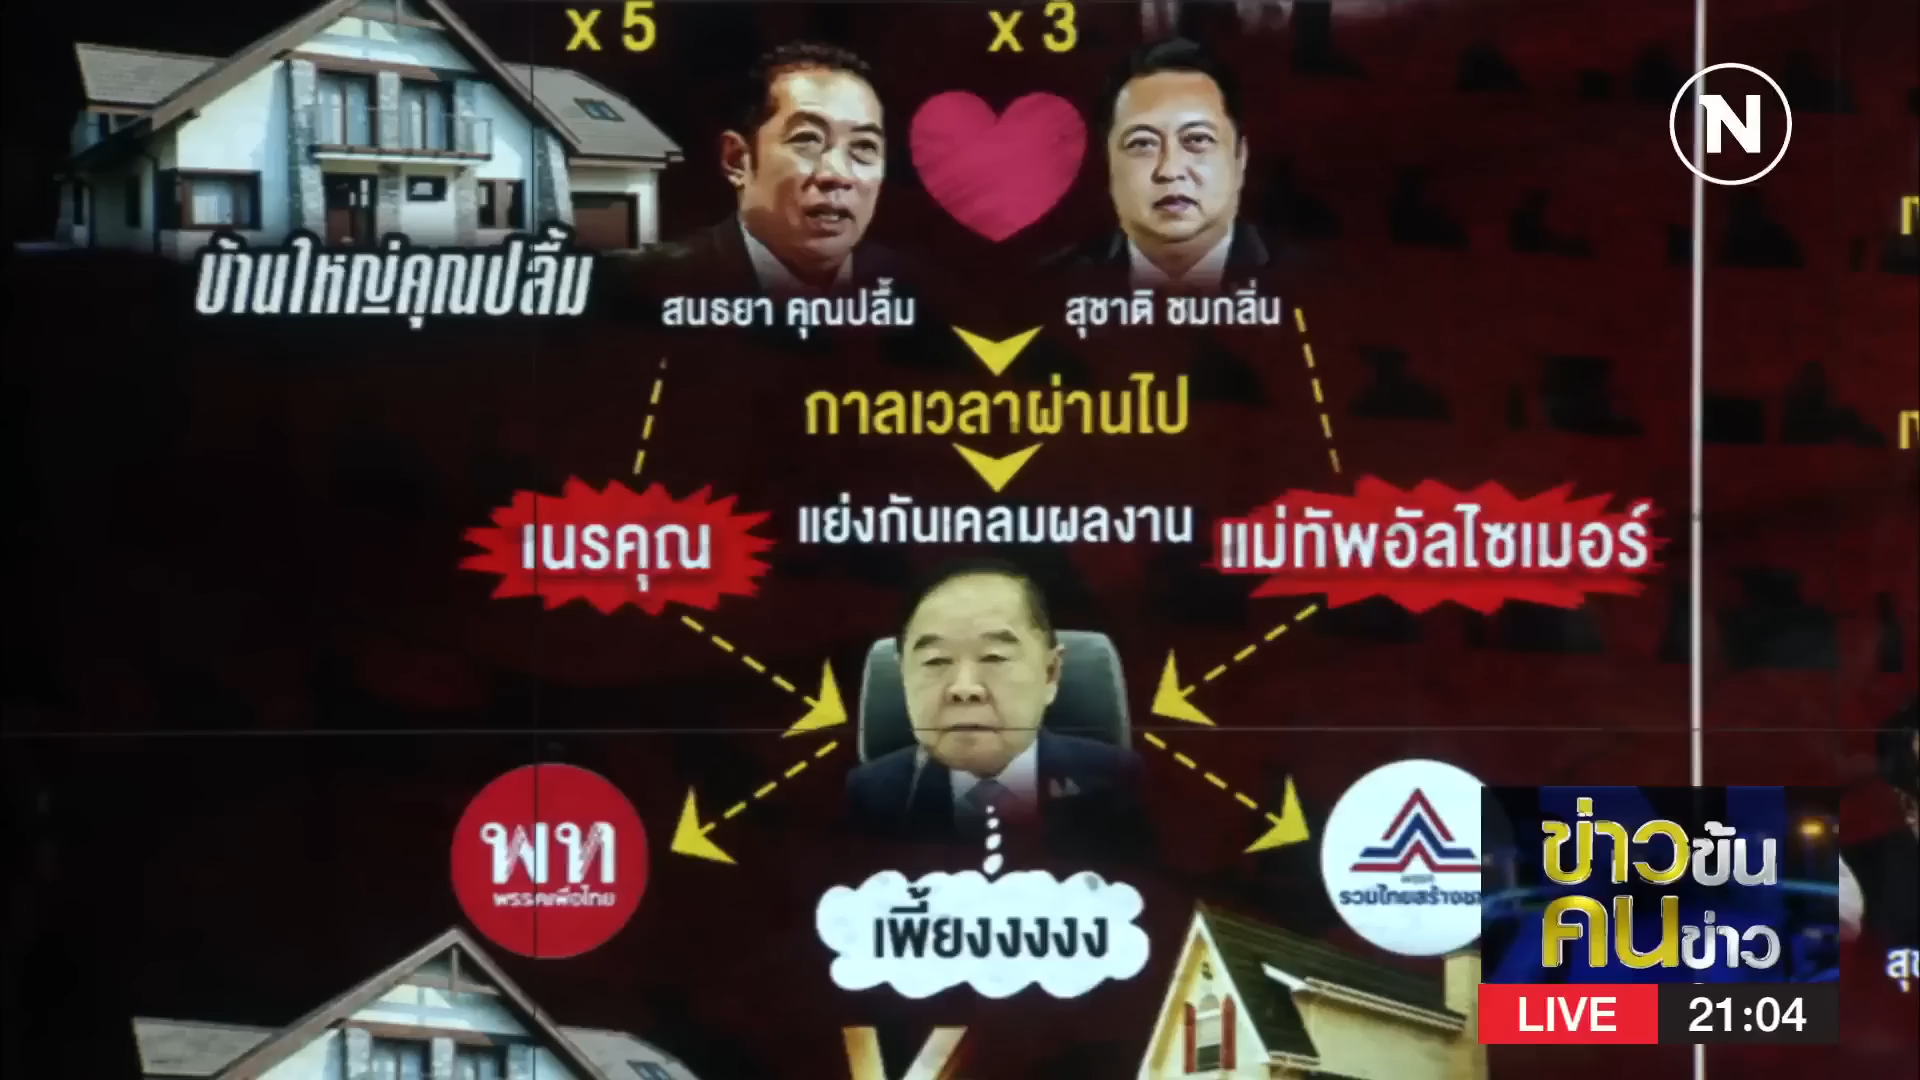 x 5
x 3
N
บ้านใหญ่คุณปลื้ม
สนธยา คุณปลื้ม
สุชาติ ชมกลิ่น
กาลเวลาผ่านไป
แย่งกันเคลมผลงาน
เนรคุณ
แม่ทัพอัลไซเมอร์
พท
พรรคเพื่อไทย
รวมไทยสร้างชา
เพี้ยงงงงง
ข่าวข้น
คนข่าว
LIVE
21:04